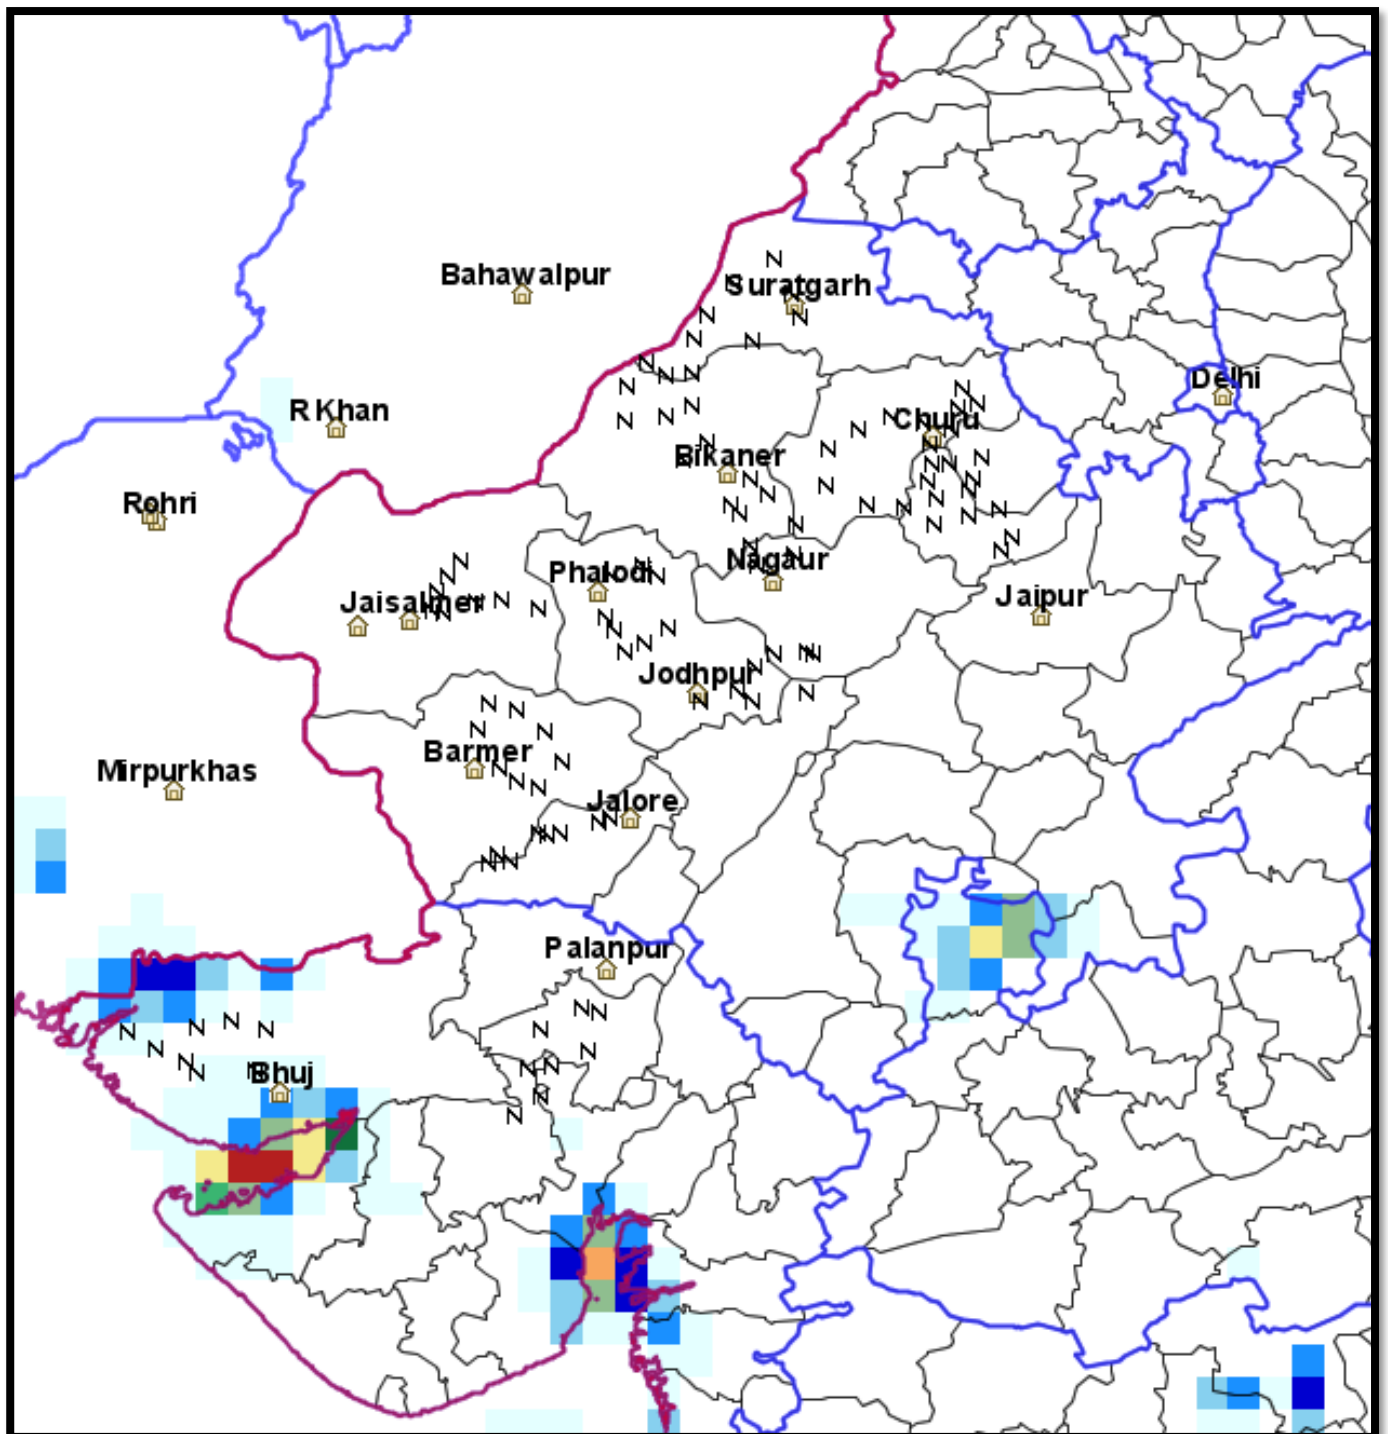 Bahawalpur
Suratgarh
Delhi
R Khan
Churu
Bikaner
Rohri
Nagaur
Phalodi
Jaisalmer
Jaipur
Jodhpur
Barmer
Mirpurkhas
Jalore
Palanpur
Bhuj